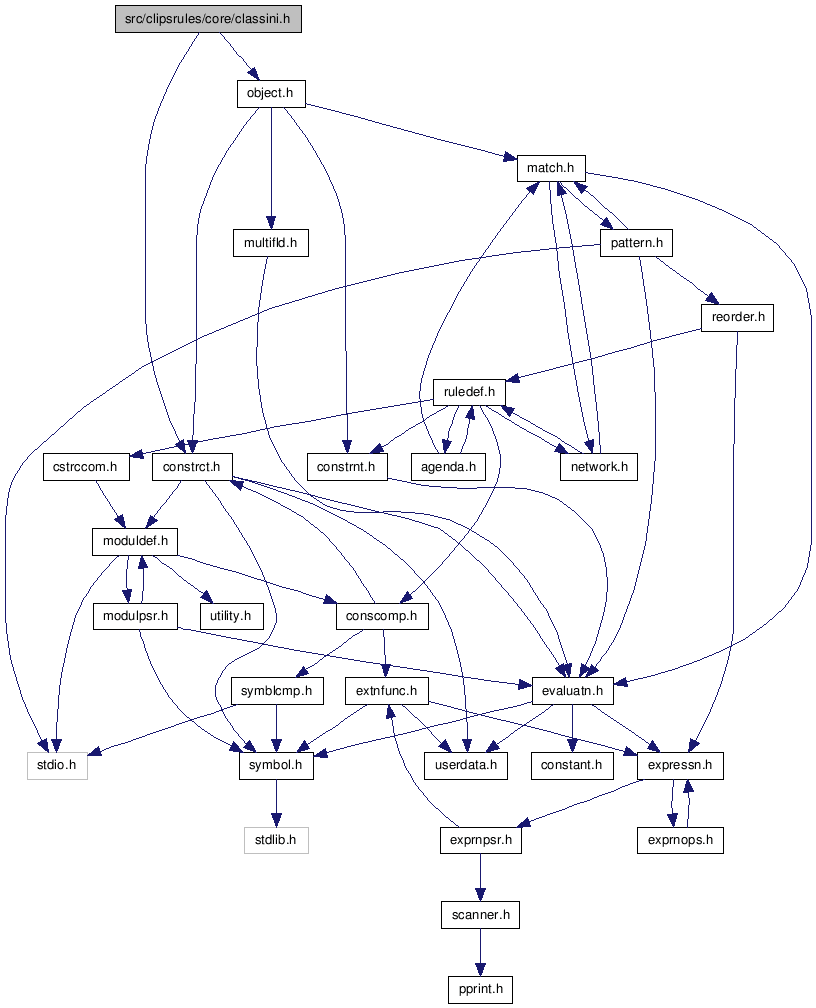 src/clipsrules/core/classini.h
object.h
match.h
multifld.h
pattern.h
reorder.h
ruledef.h
cstrccom.h
constrct.h
constrnt.h
agenda.h
network.h
moduldef.h
modulpsr.h
utility.h
conscomp.h
symblcmp.h
extnfunc.h
evaluatn.h
stdio.h
symbol.h
userdata.h
constant.h
expressn.h
stdlib.h
exprnpsr.h
exprnops.h
scanner.h
pprint.h